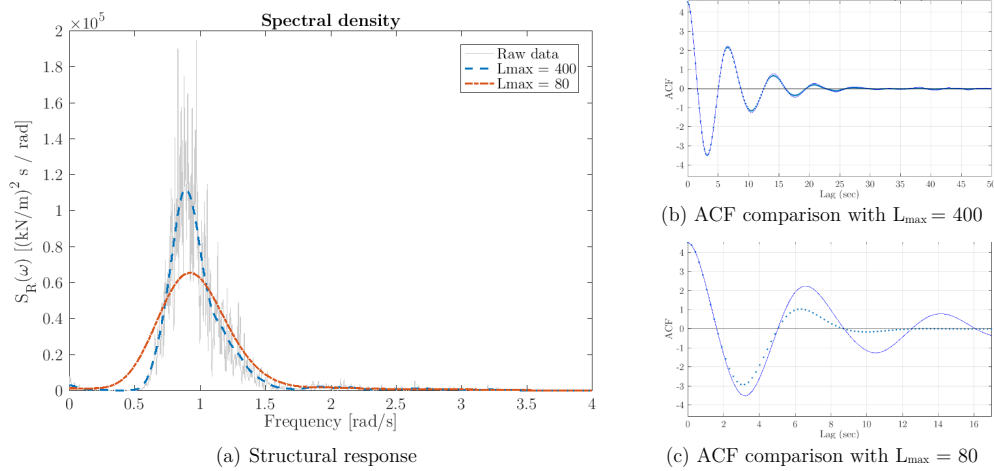 Spectral density
×10⁵
2
1.8
1.6
1.4
1.2
1
0.8
0.6
0.4
0.2
0
S_R(ω) [(kN/m)² s / rad]
Raw data
Lmax = 400
Lmax = 80
0 0.5 1 1.5 2 2.5 3 3.5 4
Frequency [rad/s]
(a) Structural response
4
3
2
1
0
-1
-2
-3
-4
ACF
0 5 10 15 20 25 30 35 40 45 50
Lag (sec)
(b) ACF comparison with L_max = 400
4
3
2
1
0
-1
-2
-3
-4
ACF
0 2 4 6 8 10 12 14 16
Lag (sec)
(c) ACF comparison with L_max = 80